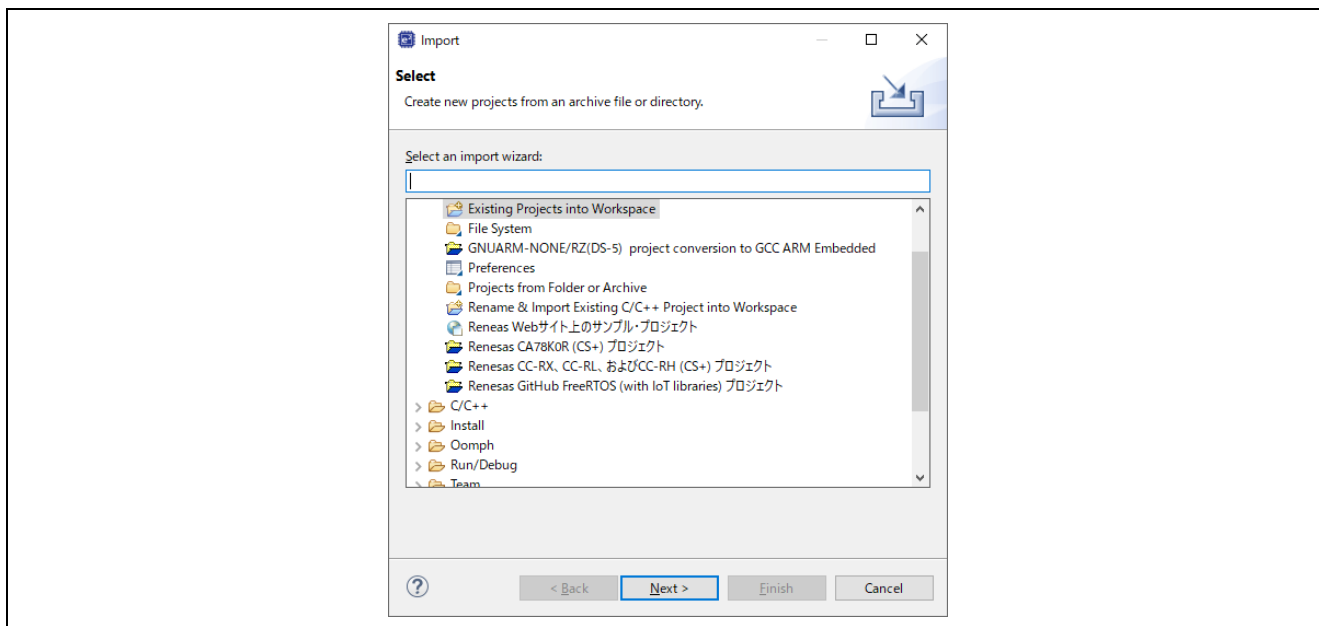 Import
Select
Create new projects from an archive file or directory.
Select an import wizard:
Existing Projects into Workspace
File System
GNUARM-NONE/RZ(DS-5) project conversion to GCC ARM Embedded
Preferences
Projects from Folder or Archive
Rename & Import Existing C/C++ Project into Workspace
Reneas Webサイト上のサンプル・プロジェクト
Renesas CA78K0R (CS+) プロジェクト
Renesas CC-RX、CC-RL、およびCC-RH (CS+) プロジェクト
Renesas GitHub FreeRTOS (with IoT libraries) プロジェクト
C/C++
Install
Oomph
Run/Debug
Team
< Back Next > Finish Cancel